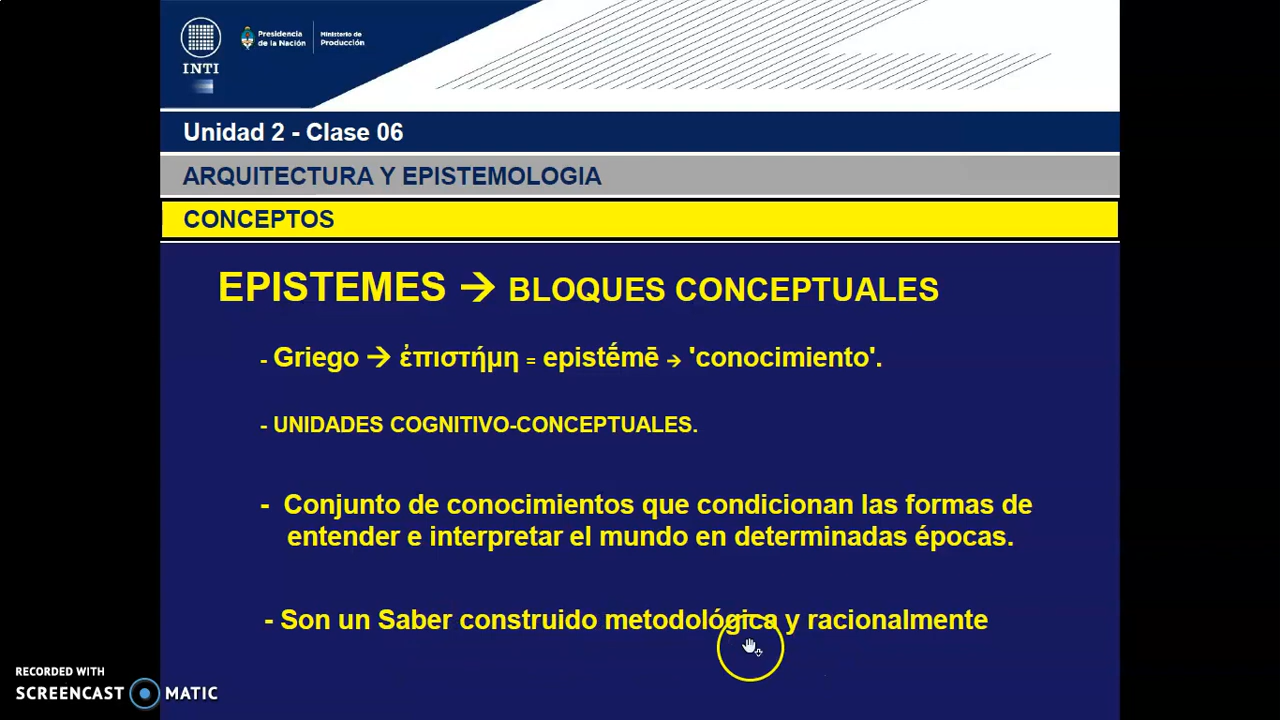 INTI
Presidencia
de la Nación
Ministerio de
Producción
Unidad 2 - Clase 06
ARQUITECTURA Y EPISTEMOLOGIA
CONCEPTOS
EPISTEMES → BLOQUES CONCEPTUALES
- Griego → ἐπιστήμη = epistḗmē → 'conocimiento'.
- UNIDADES COGNITIVO-CONCEPTUALES.
- Conjunto de conocimientos que condicionan las formas de
entender e interpretar el mundo en determinadas épocas.
- Son un Saber construido metodológica y racionalmente
RECORDED WITH
SCREENCAST MATIC